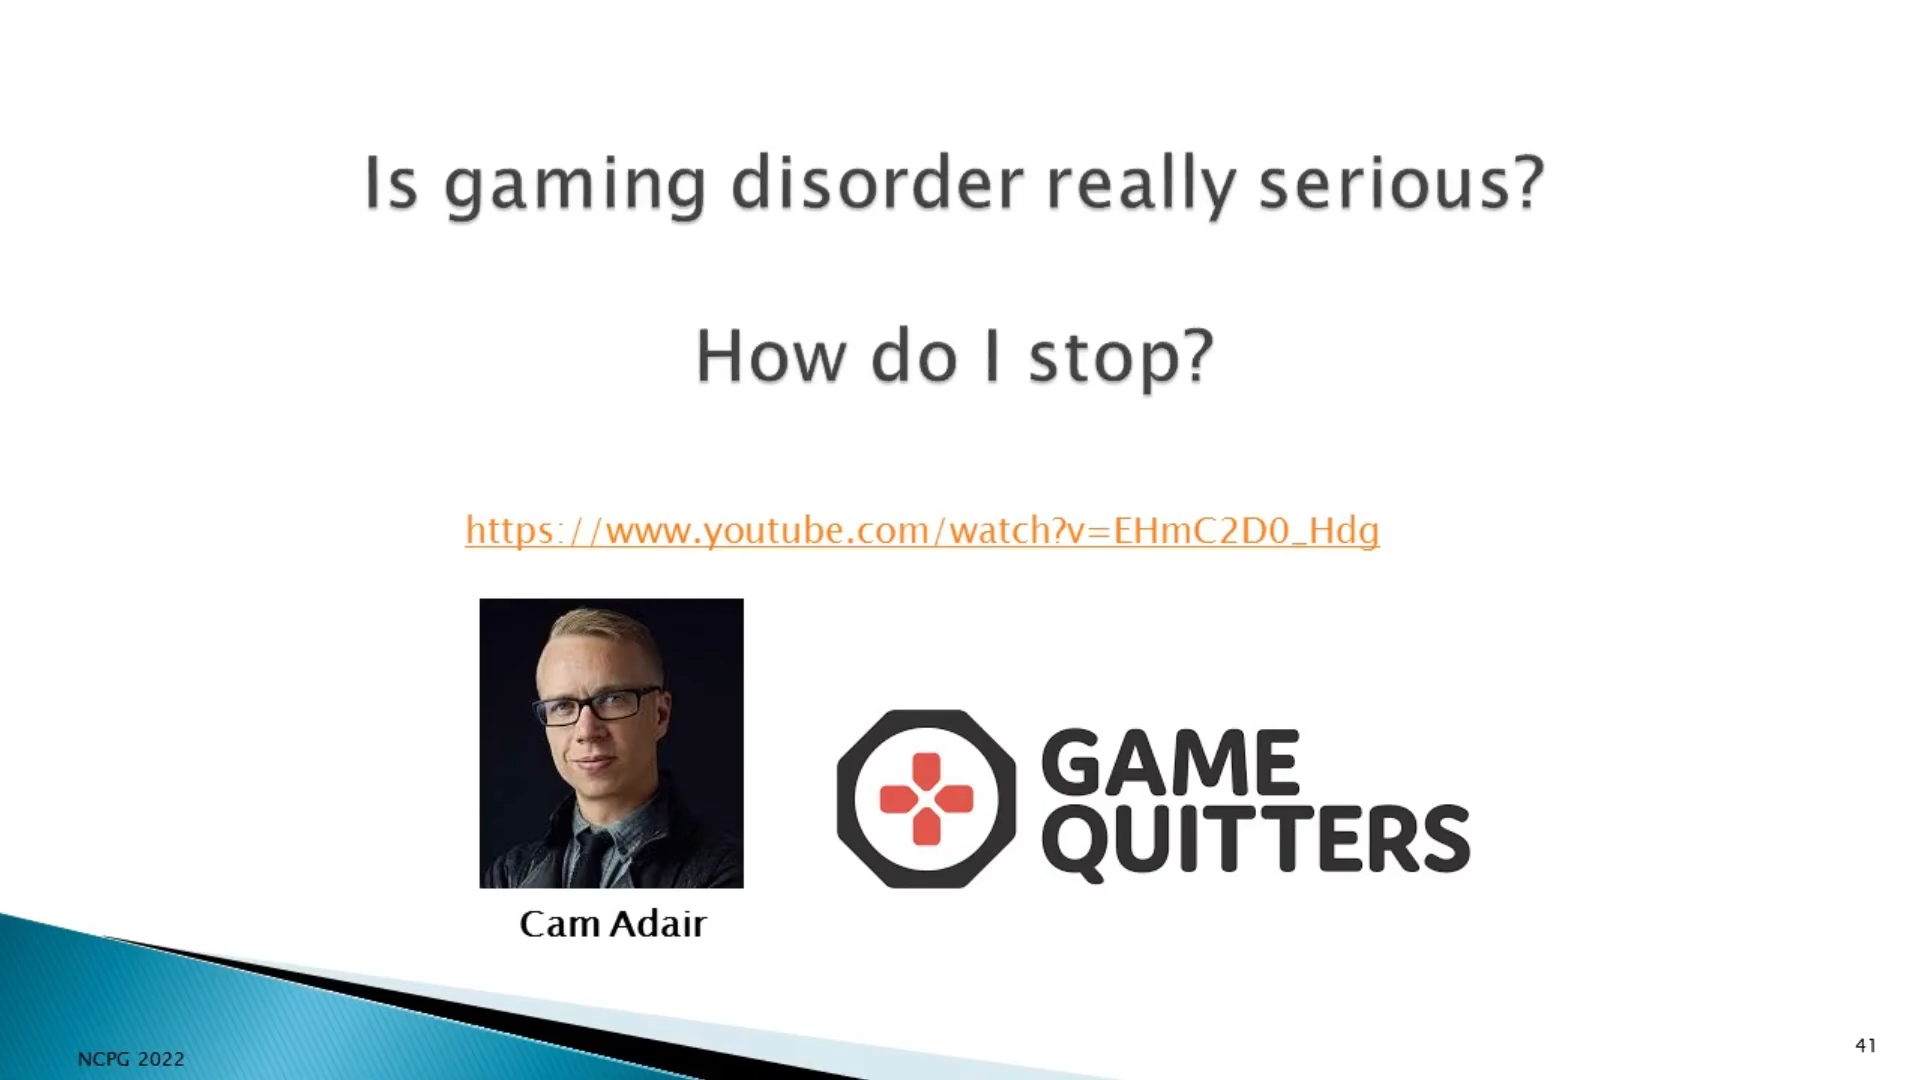 Is gaming disorder really serious?
How do I stop?
https://www.youtube.com/watch?v=EHmC2D0_Hdg
GAME
QUITTERS
Cam Adair
NCPG 2022
41